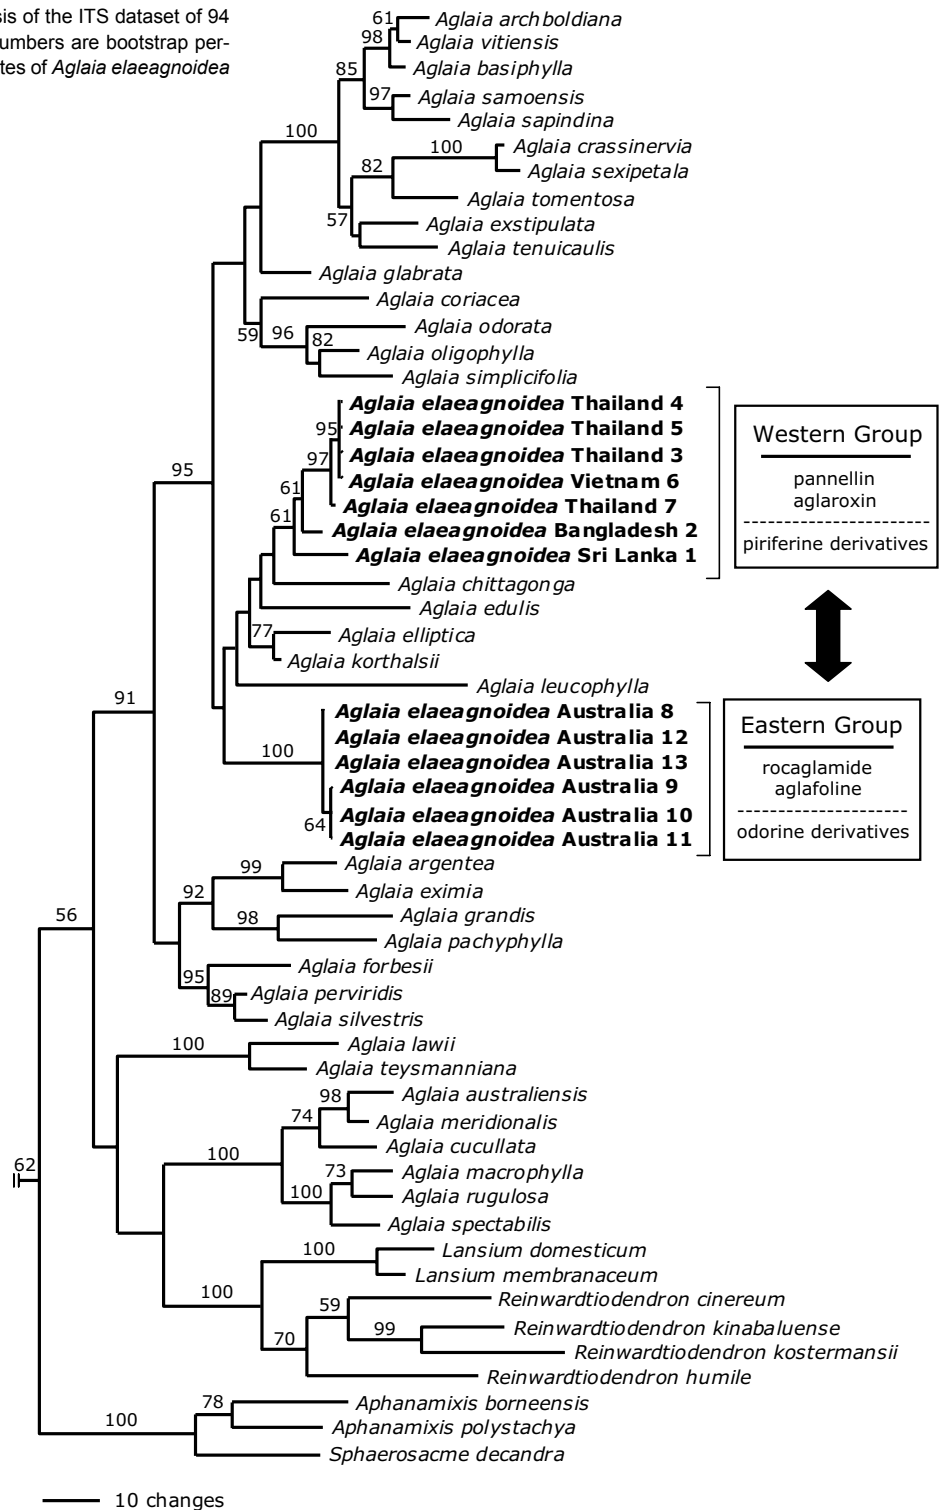 sis of the ITS dataset of 94
umbers are bootstrap per-
tes of Aglaia elaeagnoidea
61
Aglaia archboldiana
98
Aglaia vitiensis
Aglaia basiphylla
85
97
Aglaia samoensis
Aglaia sapindina
100
100
Aglaia crassinervia
82
Aglaia sexipetala
Aglaia tomentosa
57
Aglaia exstipulata
Aglaia tenuicaulis
Aglaia glabrata
Aglaia coriacea
59
96
Aglaia odorata
82
Aglaia oligophylla
Aglaia simplicifolia
Aglaia elaeagnoidea Thailand 4
95
Aglaia elaeagnoidea Thailand 5
Aglaia elaeagnoidea Thailand 3
97
Aglaia elaeagnoidea Vietnam 6
61
Aglaia elaeagnoidea Thailand 7
61
Aglaia elaeagnoidea Bangladesh 2
Aglaia elaeagnoidea Sri Lanka 1
Western Group
pannellin
aglaroxin
piriferine derivatives
95
Aglaia chittagonga
Aglaia edulis
77
Aglaia elliptica
Aglaia korthalsii
Aglaia leucophylla
91
Aglaia elaeagnoidea Australia 8
Aglaia elaeagnoidea Australia 12
100
Aglaia elaeagnoidea Australia 13
Aglaia elaeagnoidea Australia 9
64
Aglaia elaeagnoidea Australia 10
Aglaia elaeagnoidea Australia 11
Eastern Group
rocaglamide
aglafoline
odorine derivatives
99
Aglaia argentea
92
Aglaia eximia
56
98
Aglaia grandis
Aglaia pachyphylla
95
Aglaia forbesii
89
Aglaia perviridis
Aglaia silvestris
100
Aglaia lawii
Aglaia teysmanniana
98
Aglaia australiensis
74
Aglaia meridionalis
Aglaia cucullata
100
62
73
Aglaia macrophylla
100
Aglaia rugulosa
Aglaia spectabilis
100
Lansium domesticum
Lansium membranaceum
100
59
Reinwardtiodendron cinereum
99
Reinwardtiodendron kinabaluense
70
Reinwardtiodendron kostermansii
Reinwardtiodendron humile
78
Aphanamixis borneensis
100
Aphanamixis polystachya
Sphaerosacme decandra
10 changes